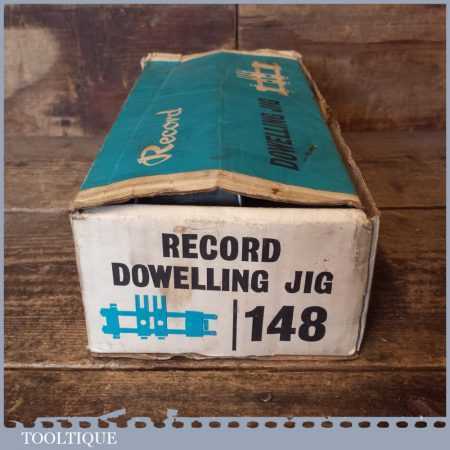 Record
DOWELLING JIG
RECORD
DOWELLING JIG
148
TOOLTIQUE